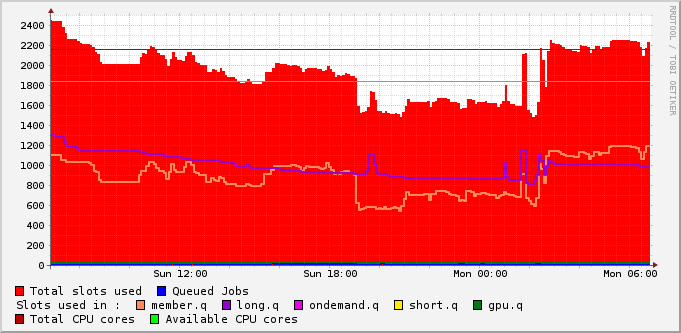 RRDTOOL / TOBI OETIKER
2400
2200
2000
1800
1600
1400
1200
1000
800
600
400
200
0
Sun 12:00 Sun 18:00 Mon 00:00 Mon 06:00
Total slots used Queued Jobs
Slots used in : member.q long.q ondemand.q short.q gpu.q
Total CPU cores Available CPU cores